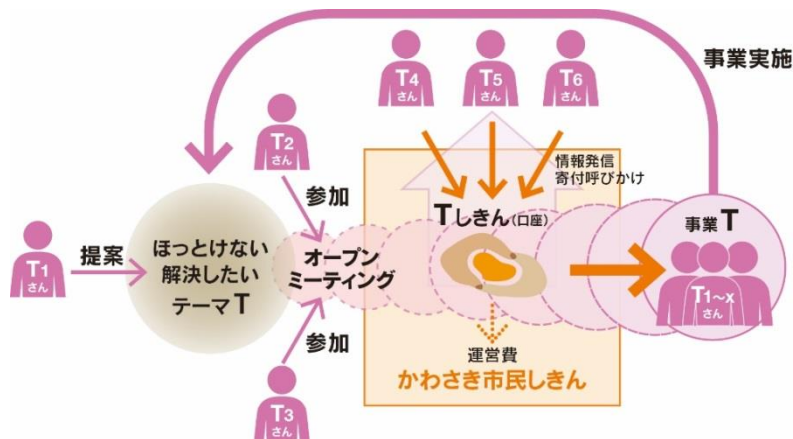 事業実施
T4
さん
T5
さん
T6
さん
T2
さん
情報発信
寄付呼びかけ
参加
Tしきん(口座)
事業T
T1
さん
提案
ほっとけない
解決したい
テーマT
オープン
ミーティング
T1~x
さん
参加
運営費
かわさき市民しきん
T3
さん